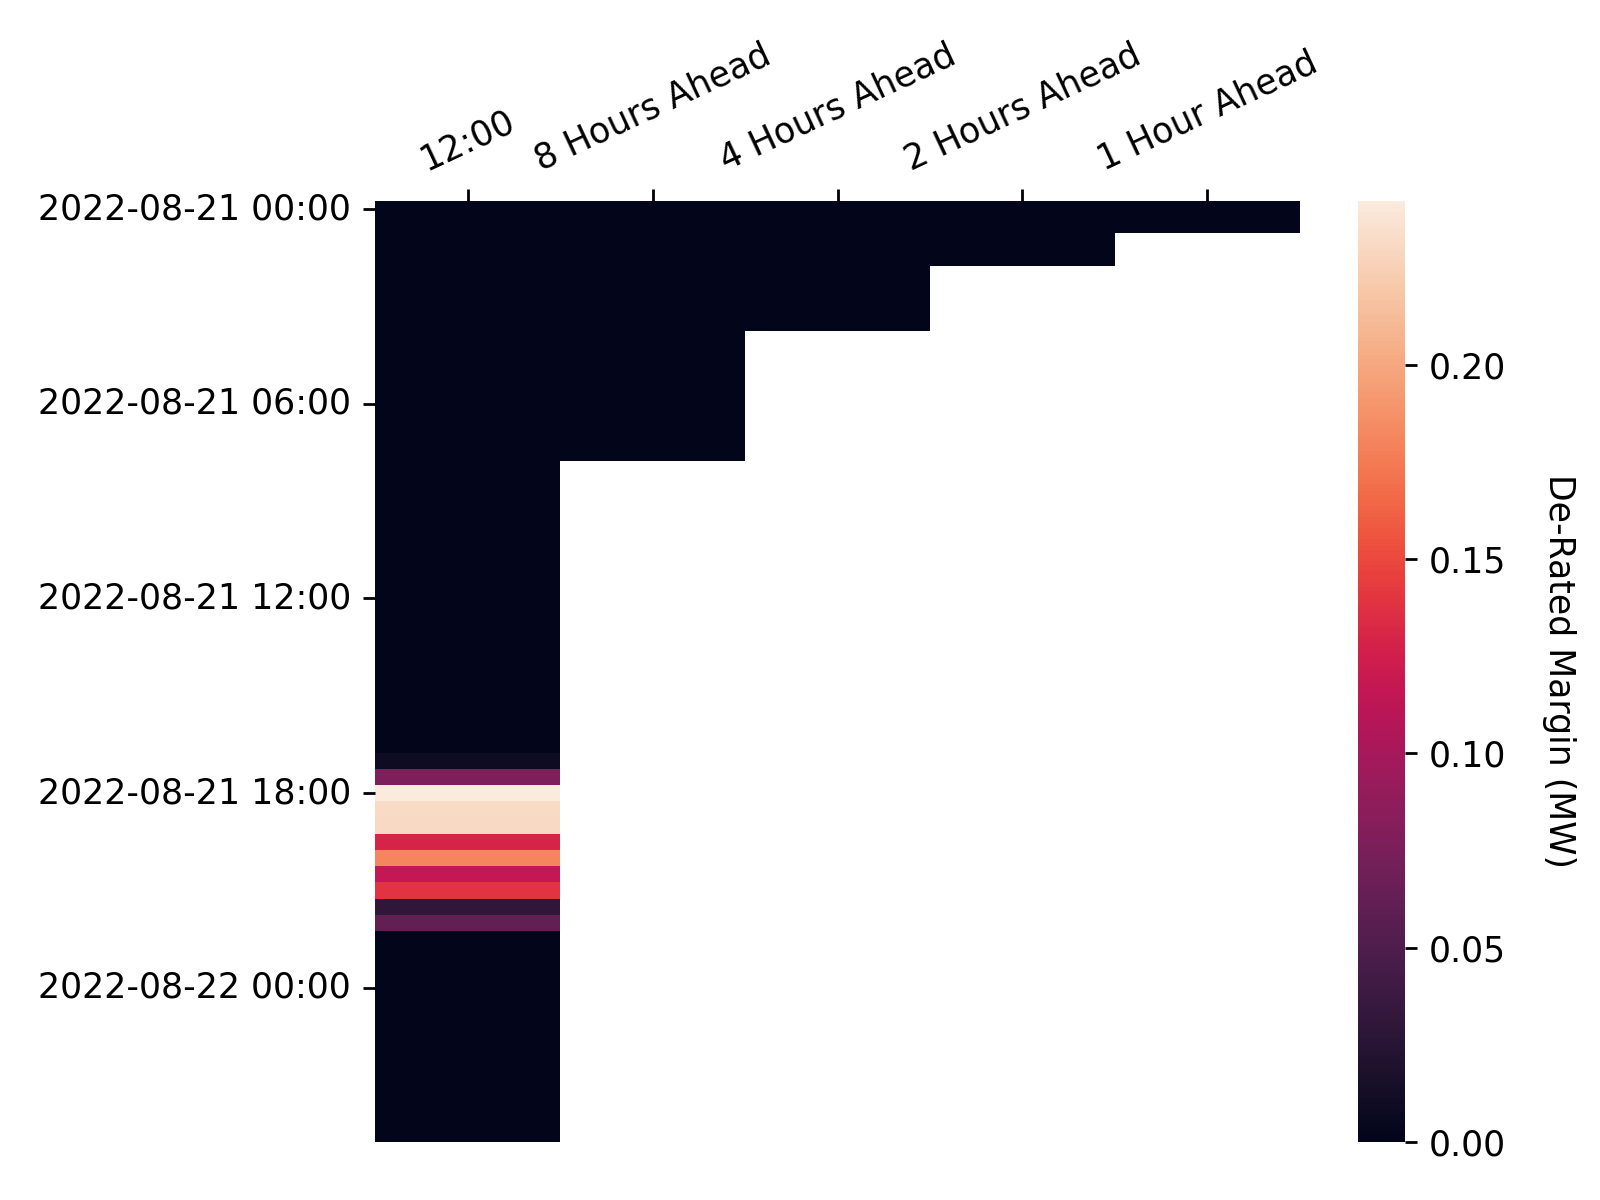 12:00
8 Hours Ahead
4 Hours Ahead
2 Hours Ahead
1 Hour Ahead
2022-08-21 00:00
2022-08-21 06:00
2022-08-21 12:00
2022-08-21 18:00
2022-08-22 00:00
0.20
0.15
0.10
0.05
0.00
De-Rated Margin (MW)